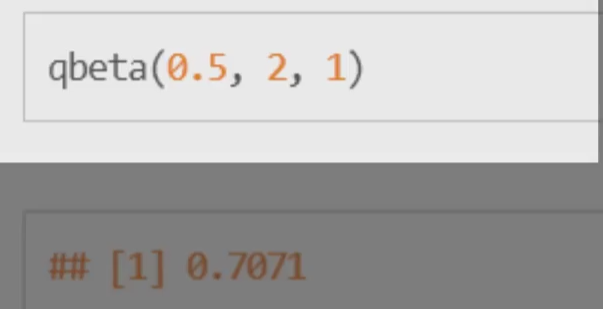 qbeta(0.5, 2, 1)
## [1] 0.7071